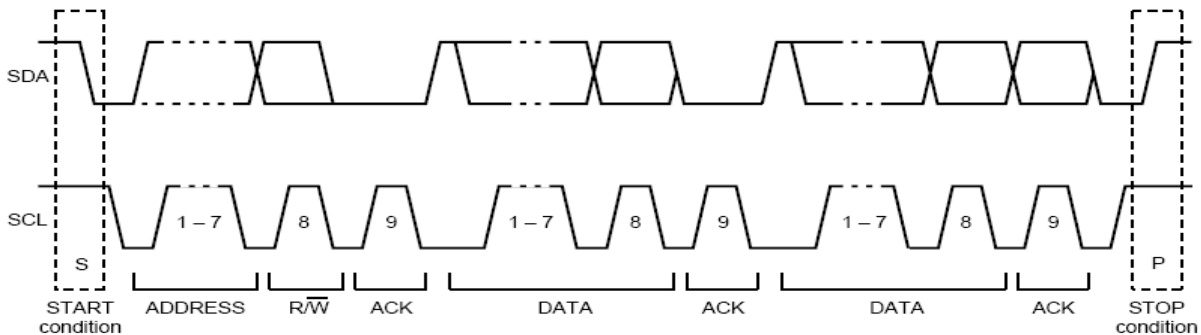 SDA
SCL
1 – 7 8 9 1 – 7 8 9 1 – 7 8 9
S P
START condition
ADDRESS R/W̅ ACK DATA ACK DATA ACK
STOP condition